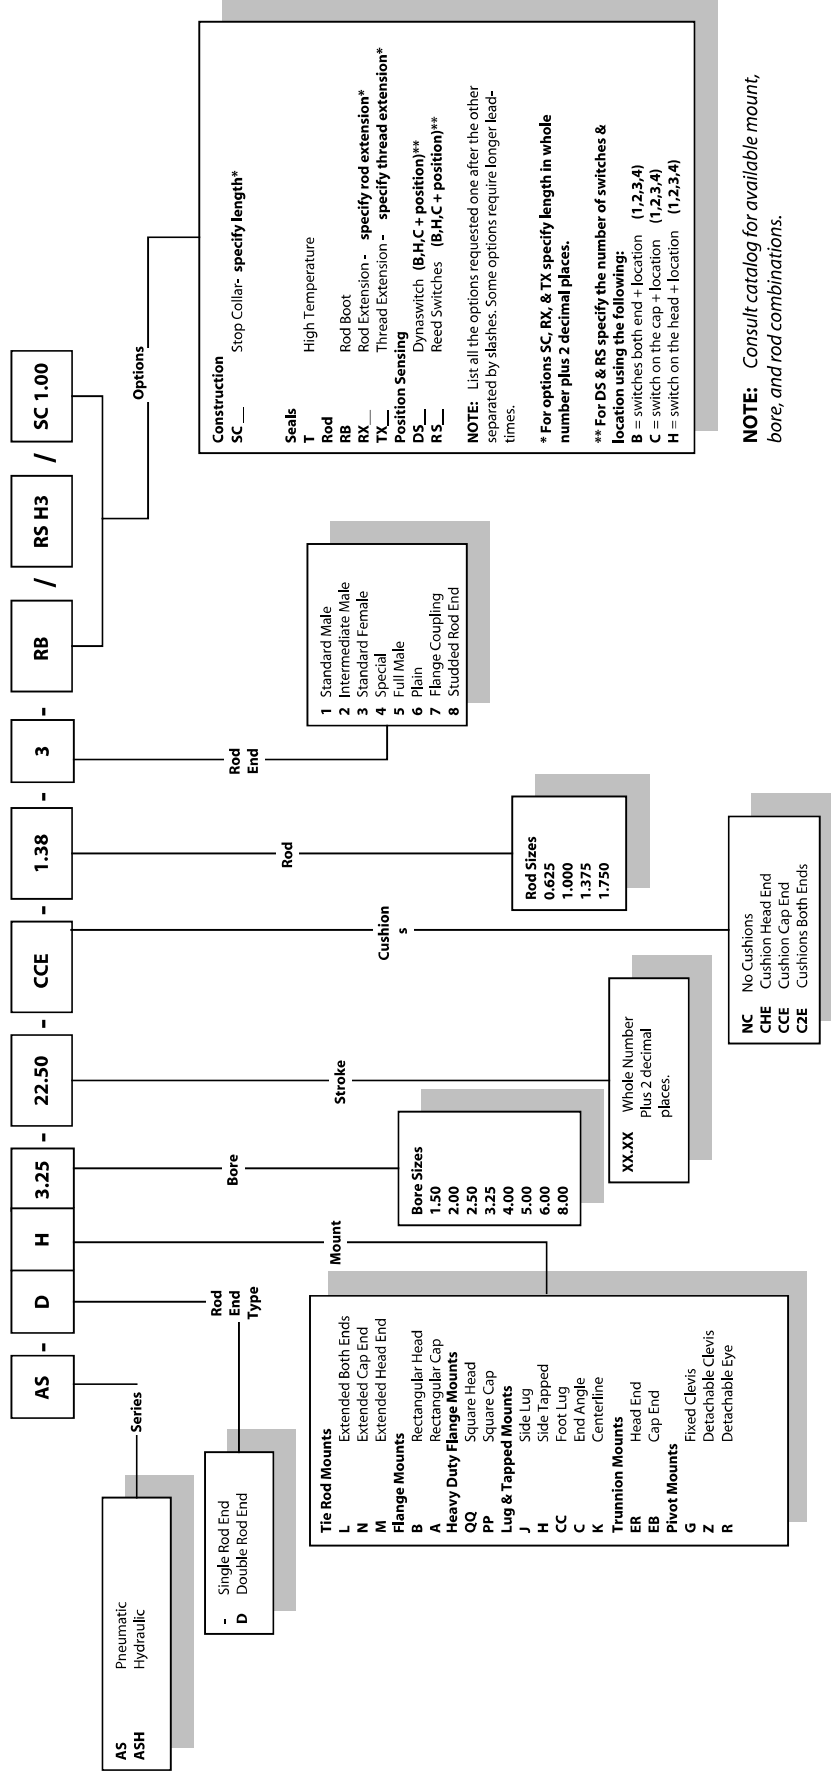 AS - D H 3.25 - 22.50 - CCE - 1.38 - 3 - RB / RS H3 / SC 1.00
Series
AS Pneumatic
ASH Hydraulic
Rod
End
Type
- Single Rod End
D Double Rod End
Mount
Tie Rod Mounts
L Extended Both Ends
N Extended Cap End
M Extended Head End
Flange Mounts
B Rectangular Head
A Rectangular Cap
Heavy Duty Flange Mounts
QQ Square Head
PP Square Cap
Lug & Tapped Mounts
J Side Lug
H Side Tapped
CC Foot Lug
C End Angle
K Centerline
Trunnion Mounts
ER Head End
EB Cap End
Pivot Mounts
G Fixed Clevis
Z Detachable Clevis
R Detachable Eye
Bore
Bore Sizes
1.50
2.00
2.50
3.25
4.00
5.00
6.00
8.00
Stroke
XX.XX Whole Number
Plus 2 decimal
places.
Cushion
s
NC No Cushions
CHE Cushion Head End
CCE Cushion Cap End
C2E Cushions Both Ends
Rod
Rod Sizes
0.625
1.000
1.375
1.750
Rod
End
1 Standard Male
2 Intermediate Male
3 Standard Female
4 Special
5 Full Male
6 Plain
7 Flange Coupling
8 Studded Rod End
Options
Construction
SC__ Stop Collar- specify length*
Seals
T High Temperature
Rod
RB Rod Boot
RX__ Rod Extension - specify rod extension*
TX__ Thread Extension - specify thread extension*
Position Sensing
DS__ Dynaswitch (B,H,C + position)**
RS__ Reed Switches (B,H,C + position)**
NOTE: List all the options requested one after the other
separated by slashes. Some options require longer lead-
times.
* For options SC, RX, & TX specify length in whole
number plus 2 decimal places.
** For DS & RS specify the number of switches &
location using the following:
B = switches both end + location (1,2,3,4)
C = switch on the cap + location (1,2,3,4)
H = switch on the head + location (1,2,3,4)
NOTE: Consult catalog for available mount,
bore, and rod combinations.